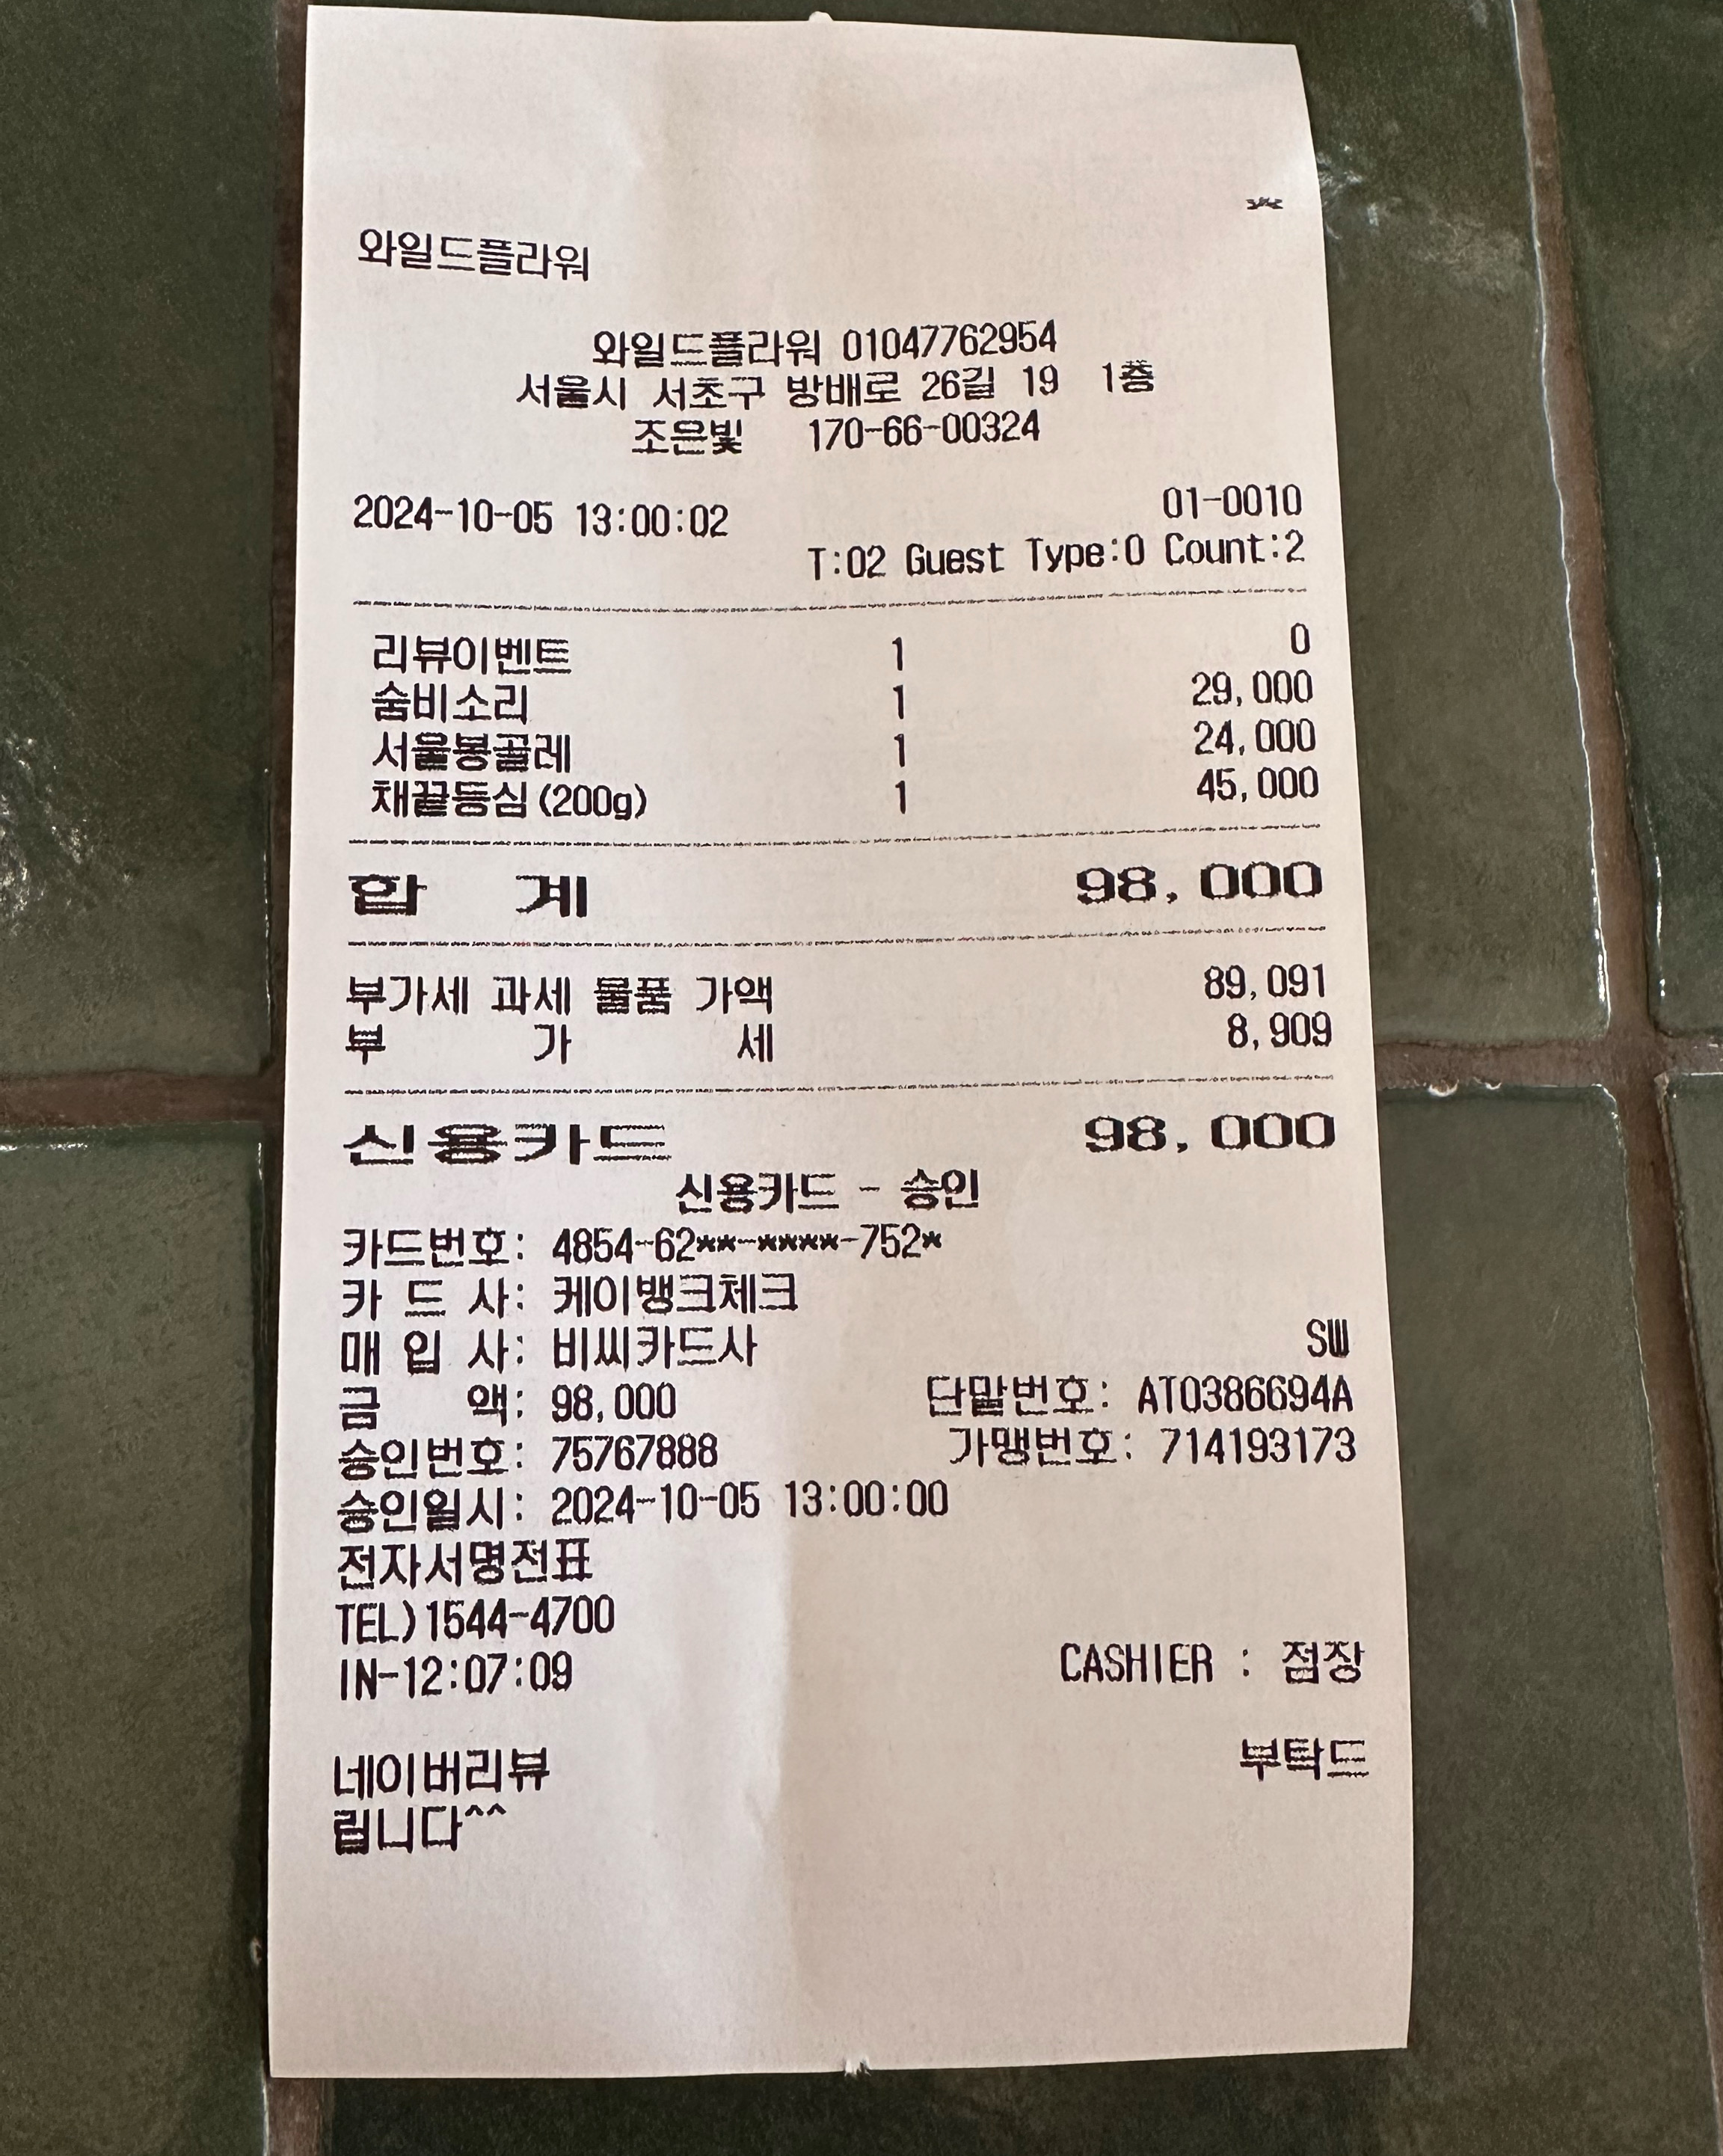 와일드플라워
와일드플라워 01047762954
서울시 서초구 방배로 26길 19 1층
조은빛 170-66-00324
2024-10-05 13:00:02 01-0010
T:02 Guest Type:0 Count:2
리뷰이벤트 1 0
숨비소리 1 29,000
서울봉골레 1 24,000
채끝등심(200g) 1 45,000
합 계 98,000
부가세 과세 물품 가액 89,091
부 가 세 8,909
신용카드 98,000
신용카드 - 승인
카드번호: 4854-62**-****-752*
카 드 사: 케이뱅크체크
매 입 사: 비씨카드사 SW
금 액: 98,000 단말번호: AT0386694A
승인번호: 75767888 가맹번호: 714193173
승인일시: 2024-10-05 13:00:00
전자서명전표
TEL)1544-4700
IN-12:07:09 CASHIER : 점장
네이버리뷰 부탁드
립니다^^